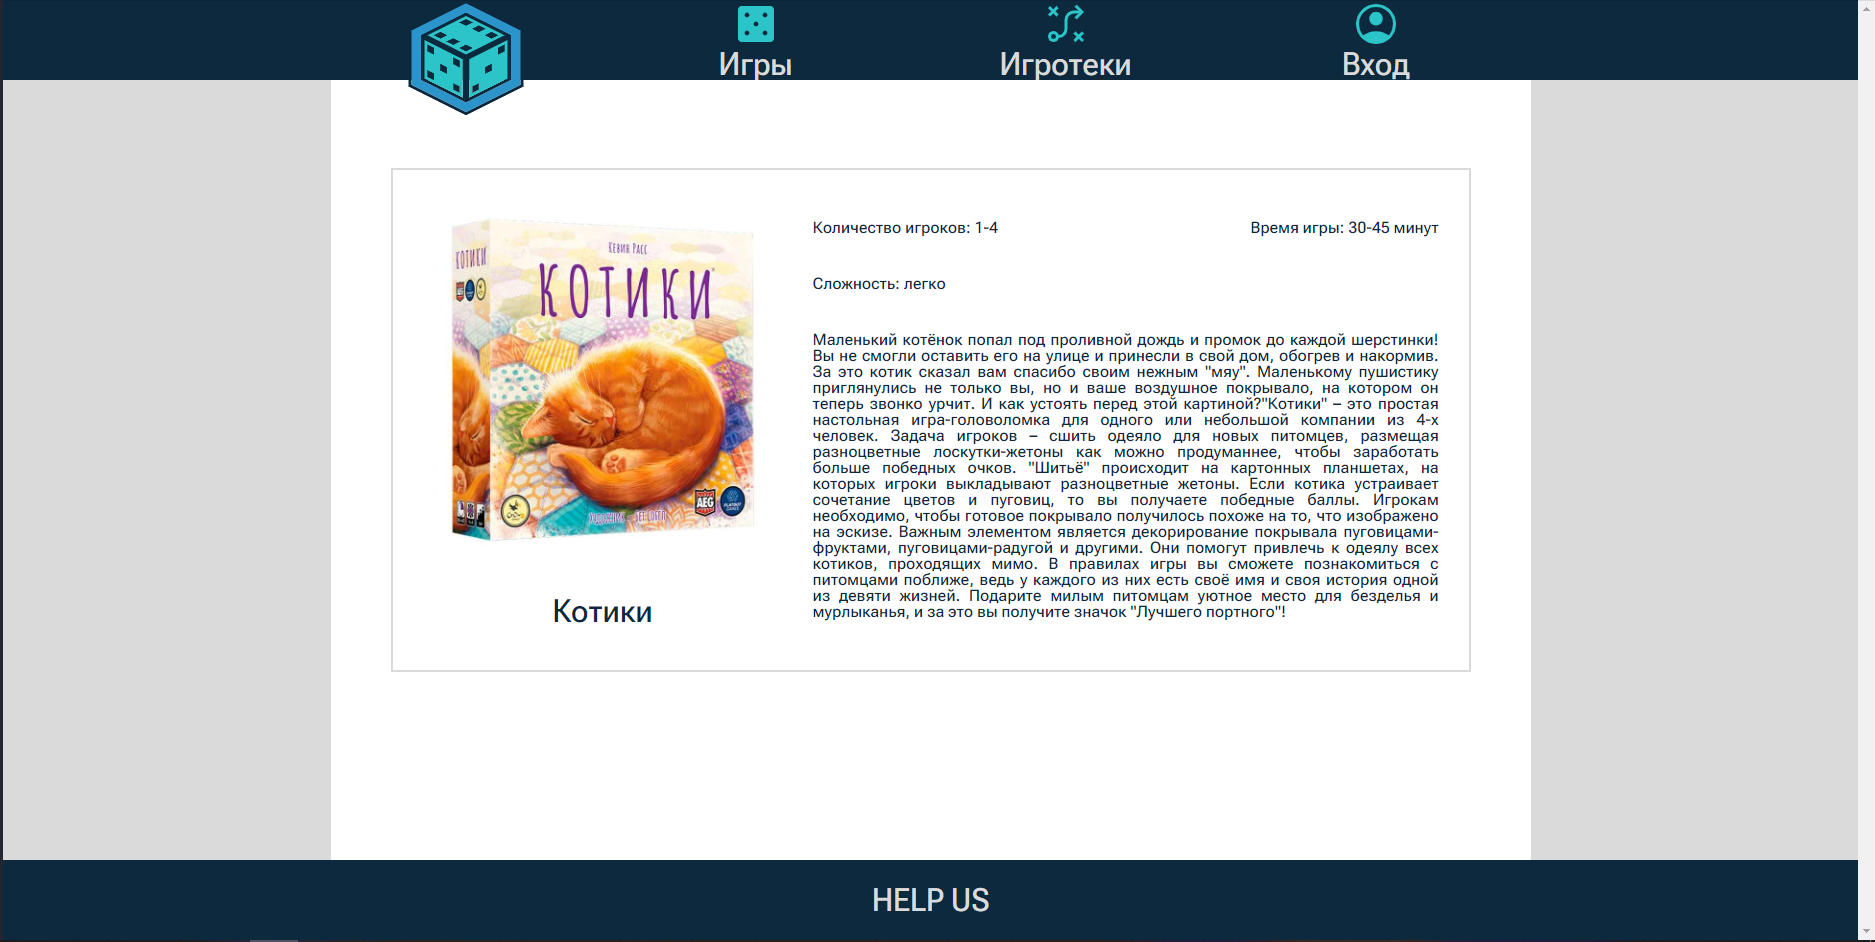 Игры
Игротеки
Вход
КЕВИН РАСС
КОТИКИ
КОТИКИ
AEG
Котики
Количество игроков: 1-4
Время игры: 30-45 минут
Сложность: легко
Маленький котёнок попал под проливной дождь и промок до каждой шерстинки!
Вы не смогли оставить его на улице и принесли в свой дом, обогрев и накормив.
За это котик сказал вам спасибо своим нежным "мяу". Маленькому пушистику
приглянулись не только вы, но и ваше воздушное покрывало, на котором он
теперь звонко урчит. И как устоять перед этой картиной?"Котики" – это простая
настольная игра-головоломка для одного или небольшой компании из 4-х
человек. Задача игроков – сшить одеяло для новых питомцев, размещая
разноцветные лоскутки-жетоны как можно продуманнее, чтобы заработать
больше победных очков. "Шитьё" происходит на картонных планшетах, на
которых игроки выкладывают разноцветные жетоны. Если котика устраивает
сочетание цветов и пуговиц, то вы получаете победные баллы. Игрокам
необходимо, чтобы готовое покрывало получилось похоже на то, что изображено
на эскизе. Важным элементом является декорирование покрывала пуговицами-
фруктами, пуговицами-радугой и другими. Они помогут привлечь к одеялу всех
котиков, проходящих мимо. В правилах игры вы сможете познакомиться с
питомцами поближе, ведь у каждого из них есть своё имя и своя история одной
из девяти жизней. Подарите милым питомцам уютное место для безделья и
мурлыканья, и за это вы получите значок "Лучшего портного"!
HELP US